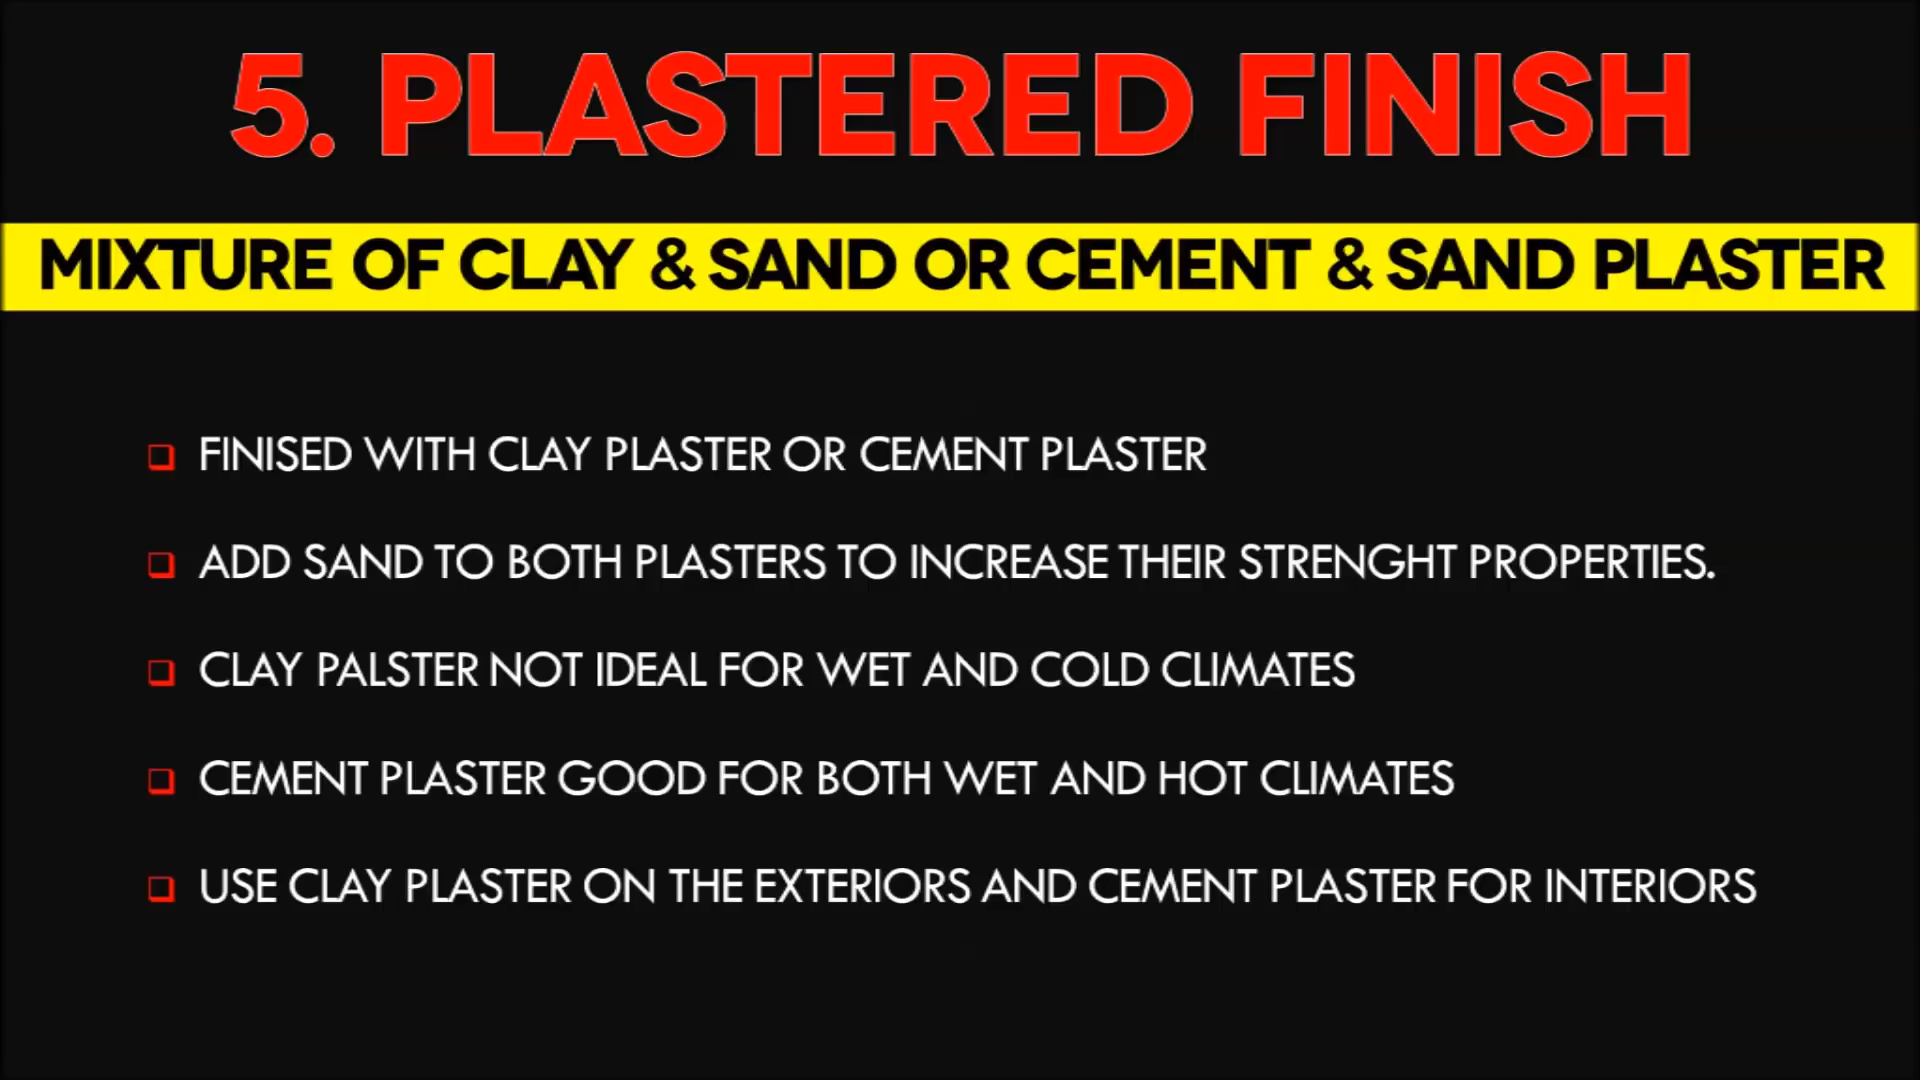 5. PLASTERED FINISH
MIXTURE OF CLAY & SAND OR CEMENT & SAND PLASTER
FINISED WITH CLAY PLASTER OR CEMENT PLASTER
ADD SAND TO BOTH PLASTERS TO INCREASE THEIR STRENGHT PROPERTIES.
CLAY PALSTER NOT IDEAL FOR WET AND COLD CLIMATES
CEMENT PLASTER GOOD FOR BOTH WET AND HOT CLIMATES
USE CLAY PLASTER ON THE EXTERIORS AND CEMENT PLASTER FOR INTERIORS